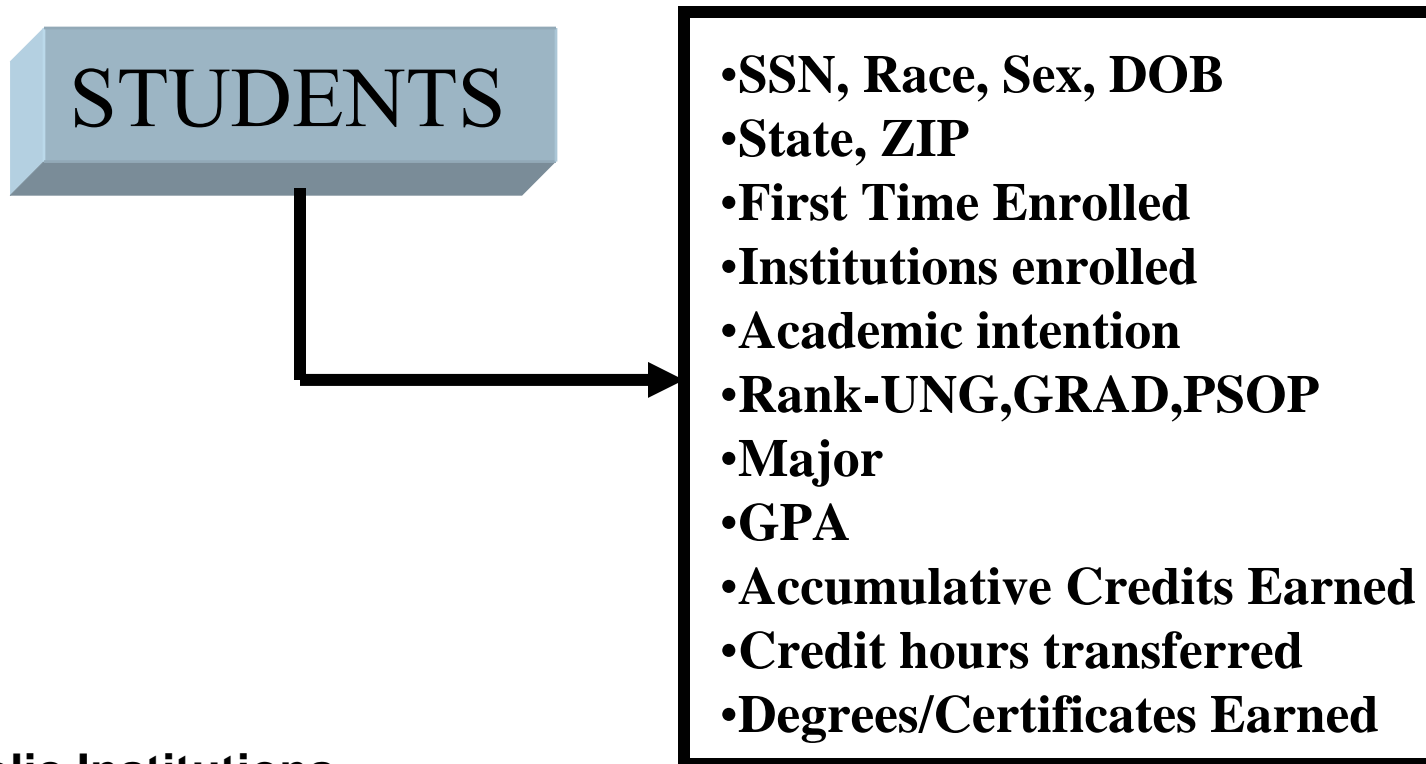 STUDENTS
•SSN, Race, Sex, DOB
•State, ZIP
•First Time Enrolled
•Institutions enrolled
•Academic intention
•Rank-UNG,GRAD,PSOP
•Major
•GPA
•Accumulative Credits Earned
•Credit hours transferred
•Degrees/Certificates Earned
Institutions